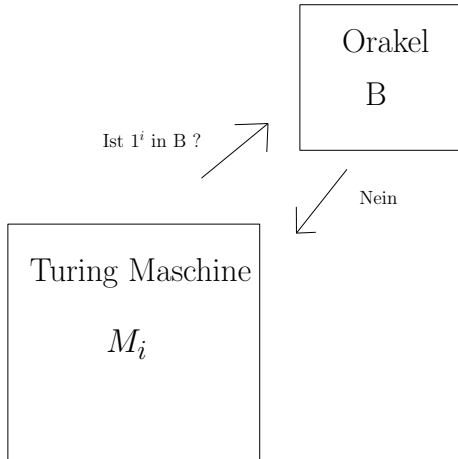 Orakel
B
Ist 1^i in B ?
Nein
Turing Maschine
M_i